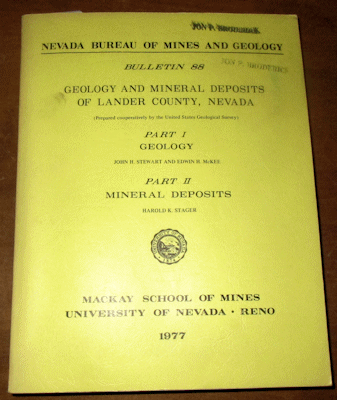 NEVADA BUREAU OF MINES AND GEOLOGY
BULLETIN 88
GEOLOGY AND MINERAL DEPOSITS
OF LANDER COUNTY, NEVADA
(Prepared cooperatively by the United States Geological Survey)
PART I
GEOLOGY
JOHN H. STEWART AND EDWIN H. McKEE
PART II
MINERAL DEPOSITS
HAROLD K. STAGER
MACKAY SCHOOL OF MINES
UNIVERSITY OF NEVADA • RENO
1977